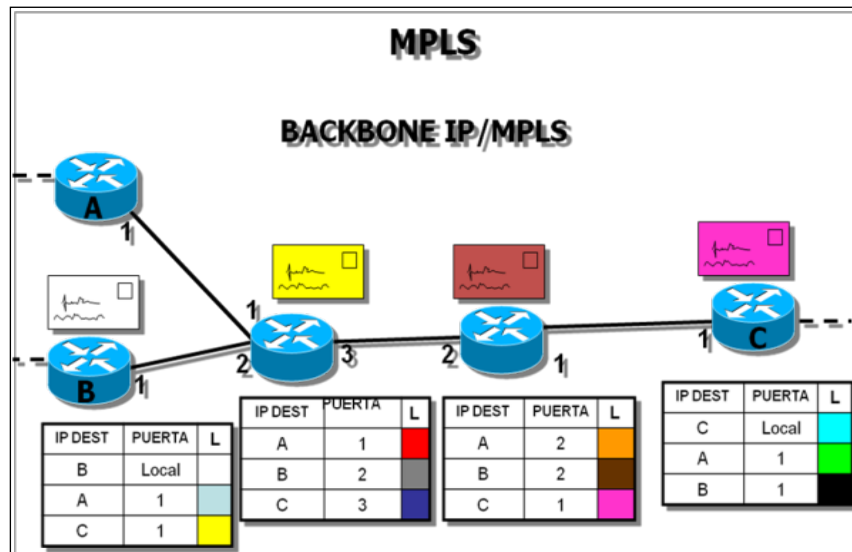 MPLS
BACKBONE IP/MPLS
A
1
1
B
1
2
3
2
1
1
C
IP DEST PUERTA L
B Local
A 1
C 1
IP DEST PUERTA L
A 1
B 2
C 3
IP DEST PUERTA L
A 2
B 2
C 1
IP DEST PUERTA L
C Local
A 1
B 1